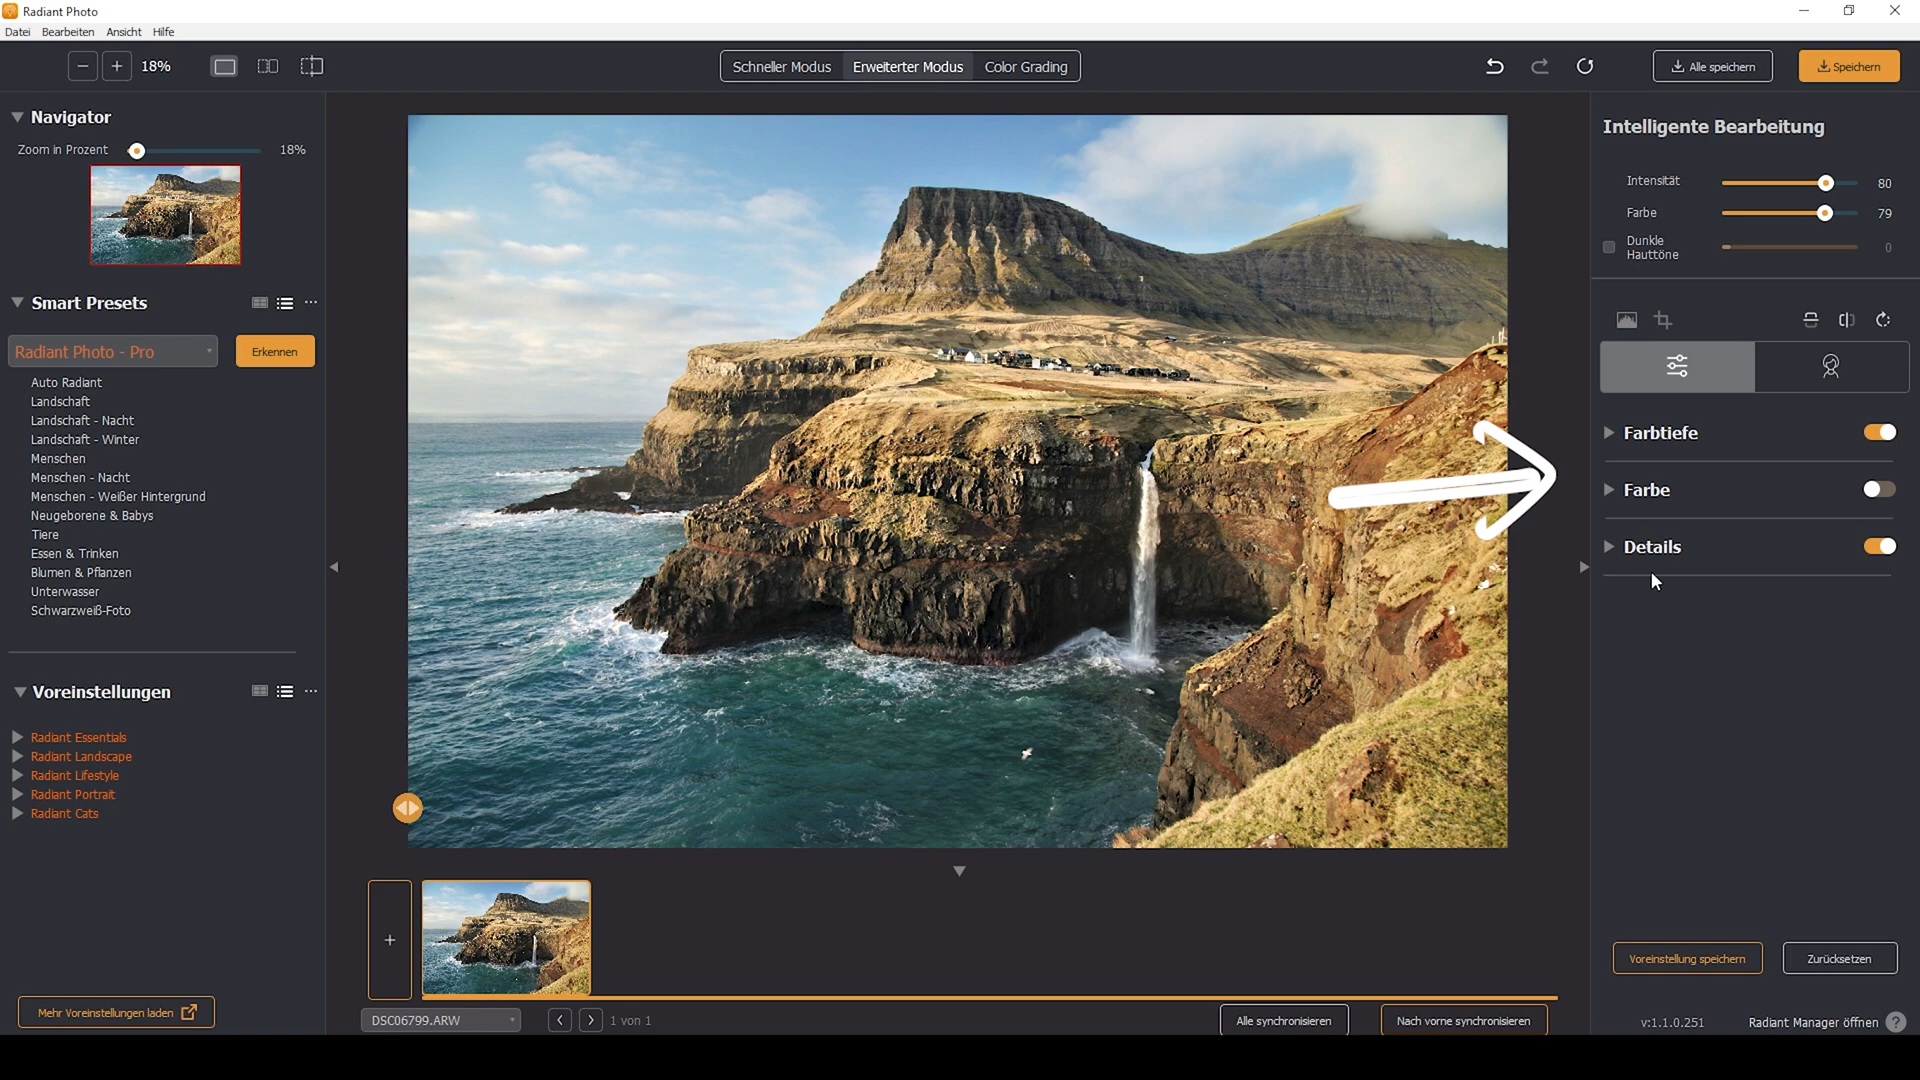 Radiant Photo
Datei Bearbeiten Ansicht Hilfe
18%
Schneller Modus Erweiterter Modus Color Grading
Alle speichern
Speichern
Navigator
Zoom in Prozent 18%
Smart Presets
Radiant Photo - Pro
Erkennen
Auto Radiant
Landschaft
Landschaft - Nacht
Landschaft - Winter
Menschen
Menschen - Nacht
Menschen - Weißer Hintergrund
Neugeborene & Babys
Tiere
Essen & Trinken
Blumen & Pflanzen
Unterwasser
Schwarzweiß-Foto
Voreinstellungen
Radiant Essentials
Radiant Landscape
Radiant Lifestyle
Radiant Portrait
Radiant Cats
Mehr Voreinstellungen laden
DSC06799.ARW
1 von 1
Alle synchronisieren
Nach vorne synchronisieren
Intelligente Bearbeitung
Intensität 80
Farbe 79
Dunkle
Hauttöne
0
Farbtiefe
Farbe
Details
Voreinstellung speichern
Zurücksetzen
v:1.1.0.251
Radiant Manager öffnen ?